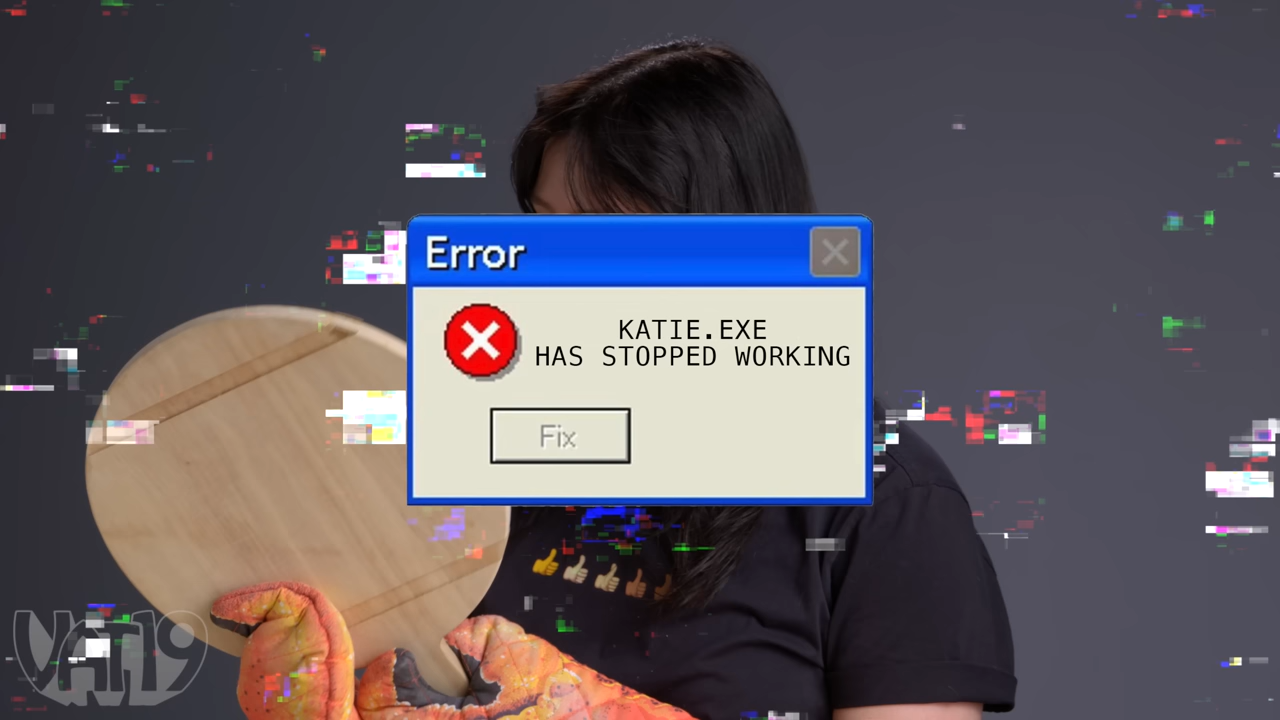 Error
KATIE.EXE
HAS STOPPED WORKING
Fix
VAT19